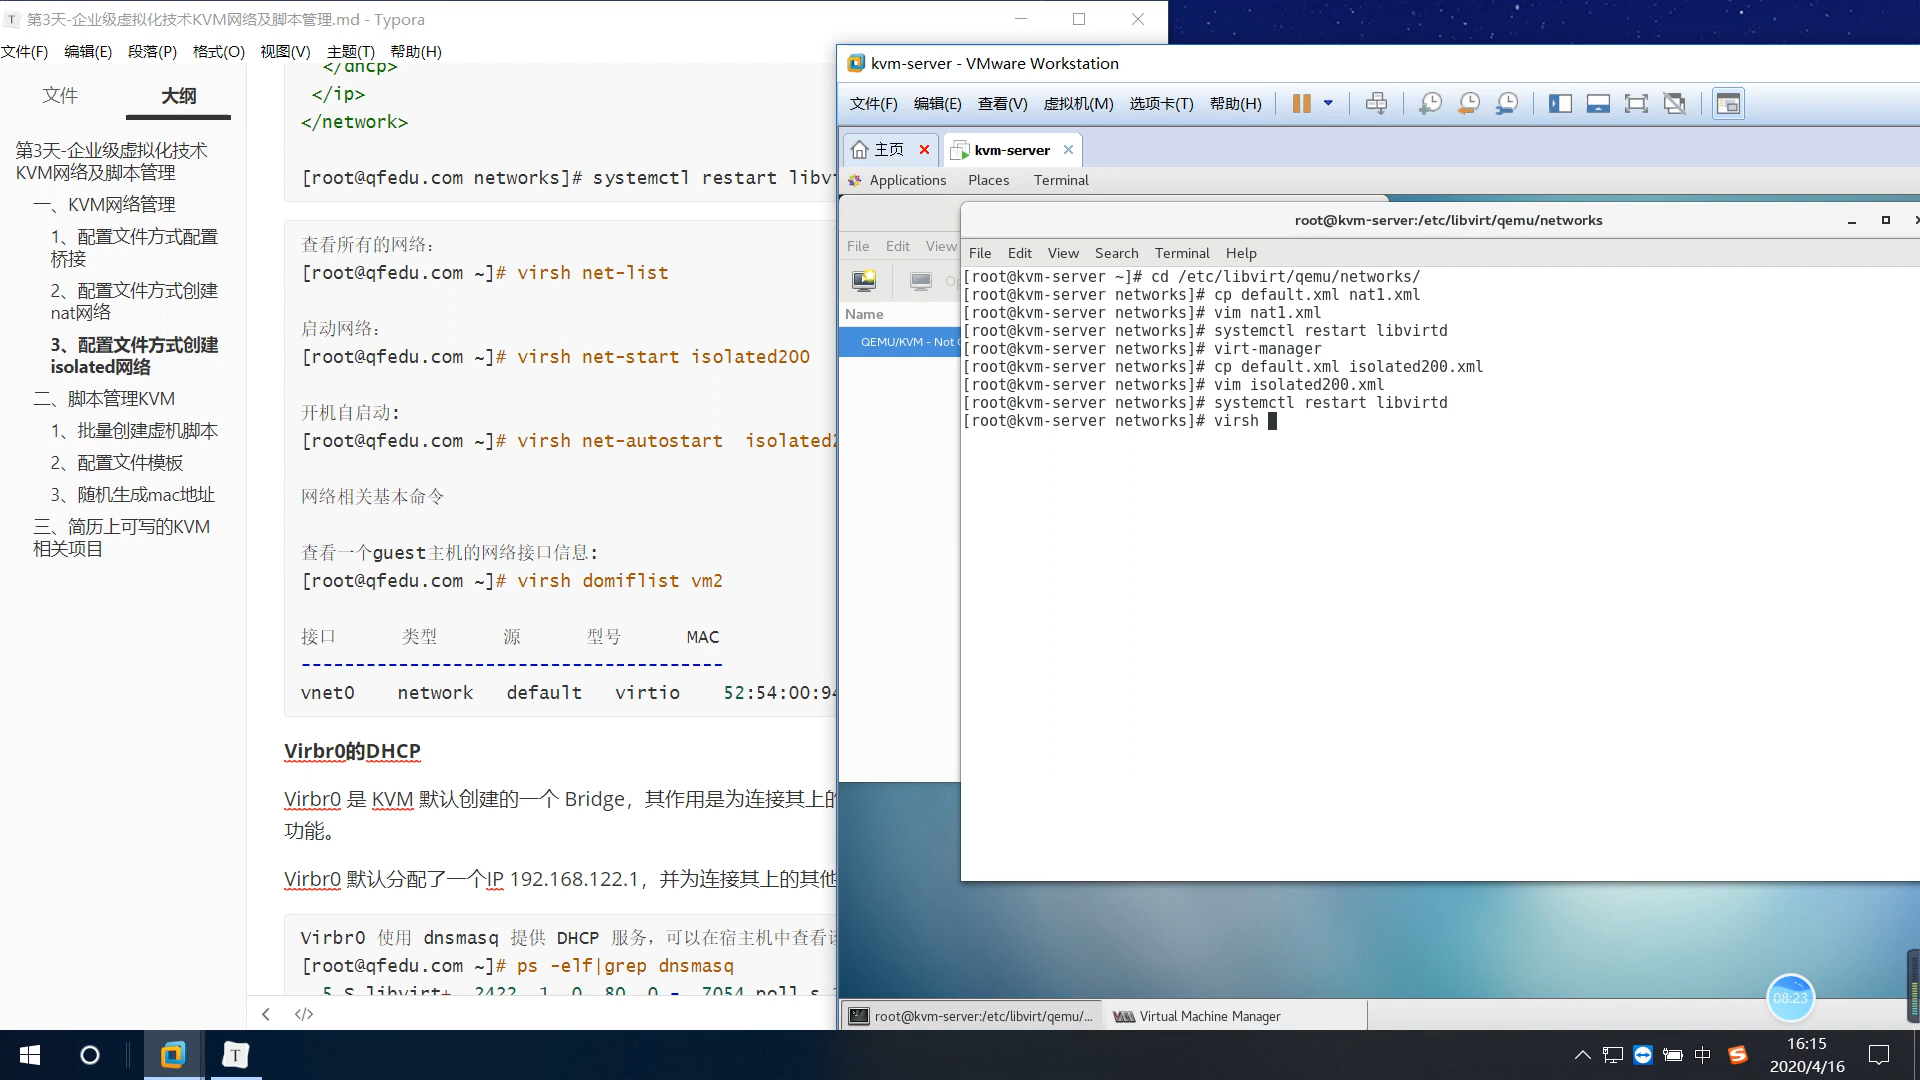 第3天-企业级虚拟化技术KVM网络及脚本管理.md - Typora
文件(F) 编辑(E) 段落(P) 格式(O) 视图(V) 主题(T) 帮助(H)
文件 大纲
第3天-企业级虚拟化技术
KVM网络及脚本管理
一、KVM网络管理
1、配置文件方式配置
桥接
2、配置文件方式创建
nat网络
3、配置文件方式创建
isolated网络
二、脚本管理KVM
1、批量创建虚机脚本
2、配置文件模板
3、随机生成mac地址
三、简历上可写的KVM
相关项目
</dhcp>
</ip>
</network>
[root@qfedu.com networks]# systemctl restart libvi
查看所有的网络：
[root@qfedu.com ~]# virsh net-list
启动网络：
[root@qfedu.com ~]# virsh net-start isolated200
开机自启动：
[root@qfedu.com ~]# virsh net-autostart  isolated2
网络相关基本命令
查看一个guest主机的网络接口信息：
[root@qfedu.com ~]# virsh domiflist vm2
接口 类型 源 型号 MAC
---------------------------------------
vnet0 network default virtio 52:54:00:94
Virbr0的DHCP
Virbr0 是 KVM 默认创建的一个 Bridge，其作用是为连接其上的
功能。
Virbr0 默认分配了一个IP 192.168.122.1，并为连接其上的其他
Virbr0 使用 dnsmasq 提供 DHCP 服务，可以在宿主机中查看该
[root@qfedu.com ~]# ps -elf|grep dnsmasq
5 S libvirt+ 2422 1 0 80 0 - 7054 poll_s
</>
kvm-server - VMware Workstation
文件(F) 编辑(E) 查看(V) 虚拟机(M) 选项卡(T) 帮助(H)
主页 kvm-server
Applications Places Terminal
File Edit View
Name
QEMU/KVM - Not
root@kvm-server:/etc/libvirt/qemu/networks
File Edit View Search Terminal Help
[root@kvm-server ~]# cd /etc/libvirt/qemu/networks/
[root@kvm-server networks]# cp default.xml nat1.xml
[root@kvm-server networks]# vim nat1.xml
[root@kvm-server networks]# systemctl restart libvirtd
[root@kvm-server networks]# virt-manager
[root@kvm-server networks]# cp default.xml isolated200.xml
[root@kvm-server networks]# vim isolated200.xml
[root@kvm-server networks]# systemctl restart libvirtd
[root@kvm-server networks]# virsh
08:23
root@kvm-server:/etc/libvirt/qemu/... Virtual Machine Manager
中
16:15
2020/4/16